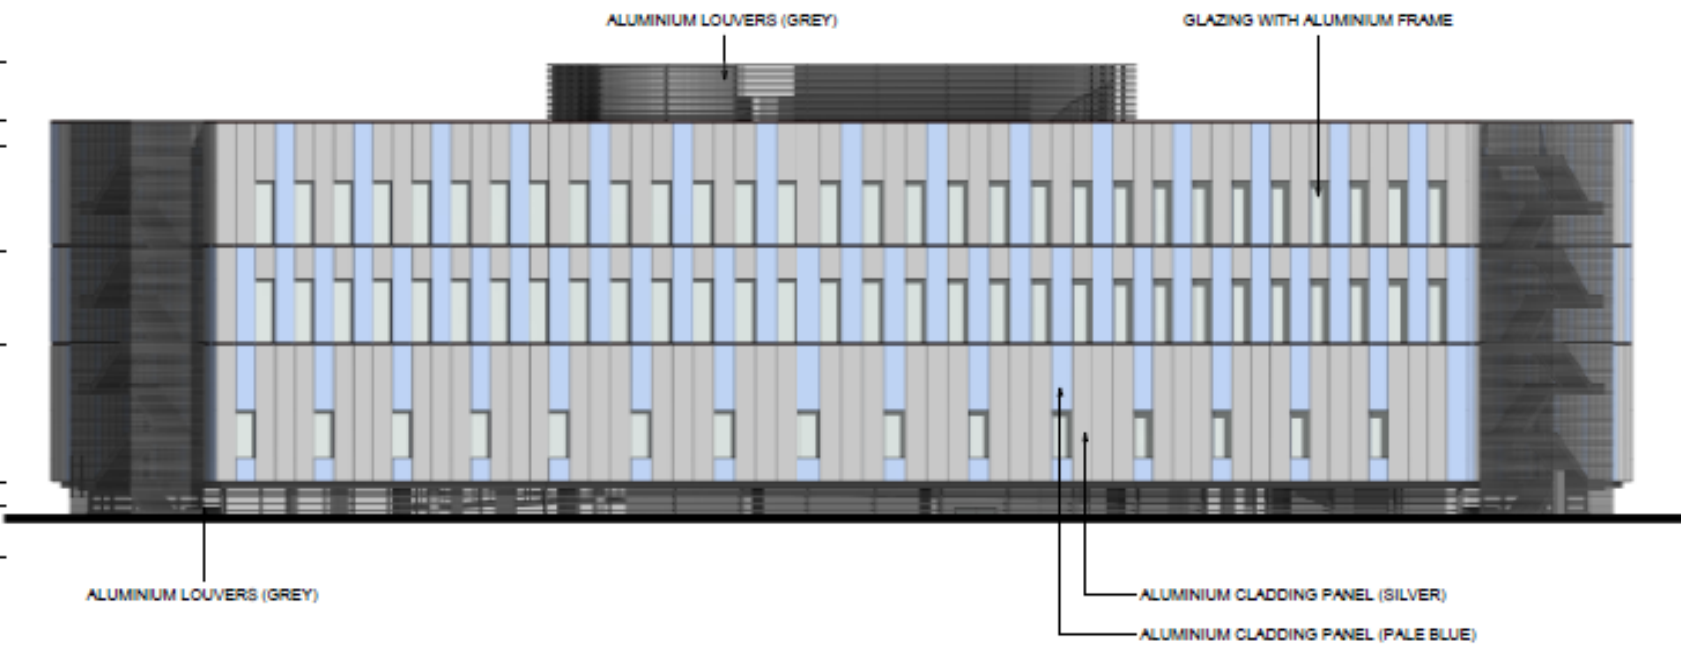 ALUMINIUM LOUVERS (GREY)
GLAZING WITH ALUMINIUM FRAME
ALUMINIUM LOUVERS (GREY)
ALUMINIUM CLADDING PANEL (SILVER)
ALUMINIUM CLADDING PANEL (PALE BLUE)